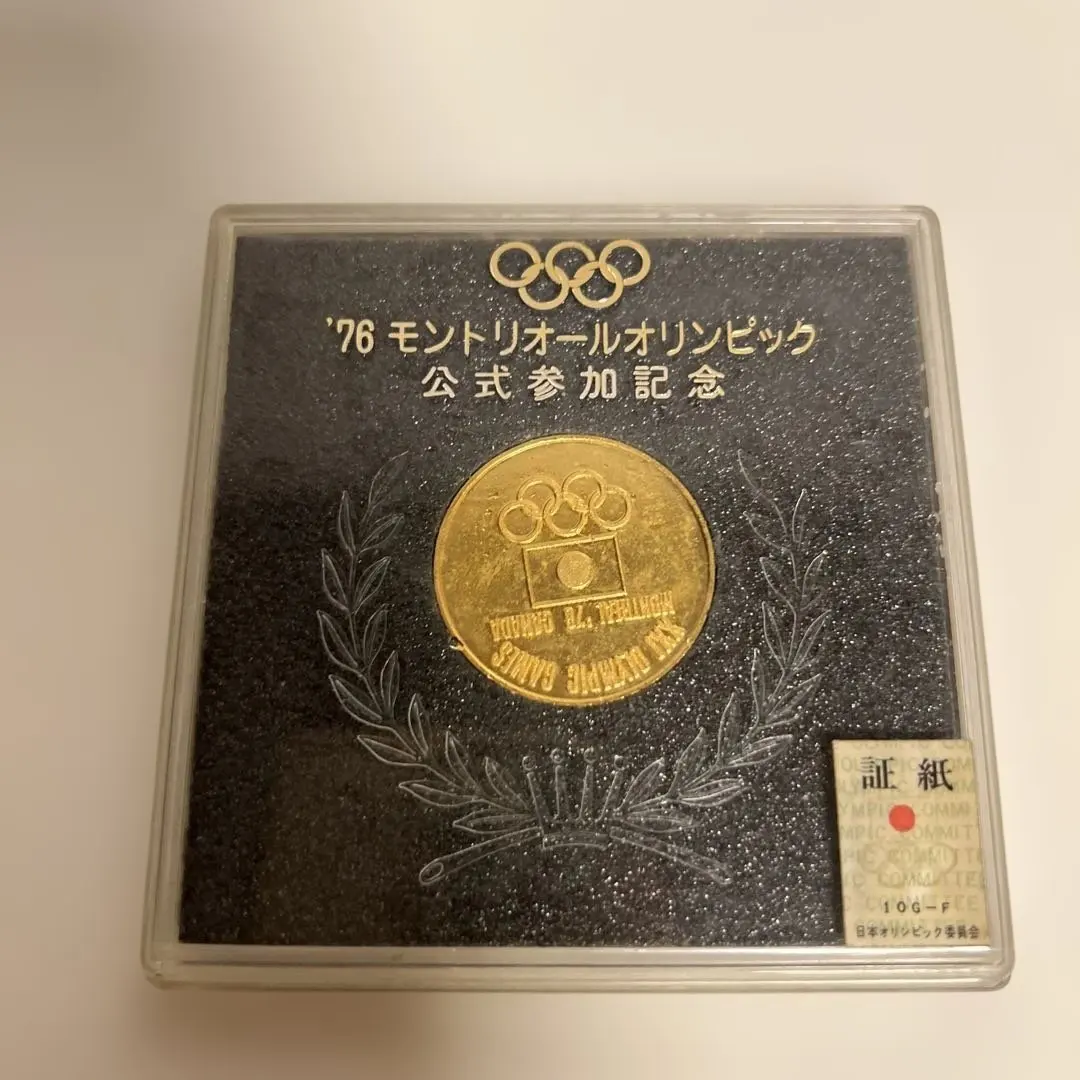 '76 モントリオールオリンピック
公式参加記念
XXI OLYMPIC GAMES
MONTREAL '76 CANADA
証紙
10G-F
日本オリンピック委員会